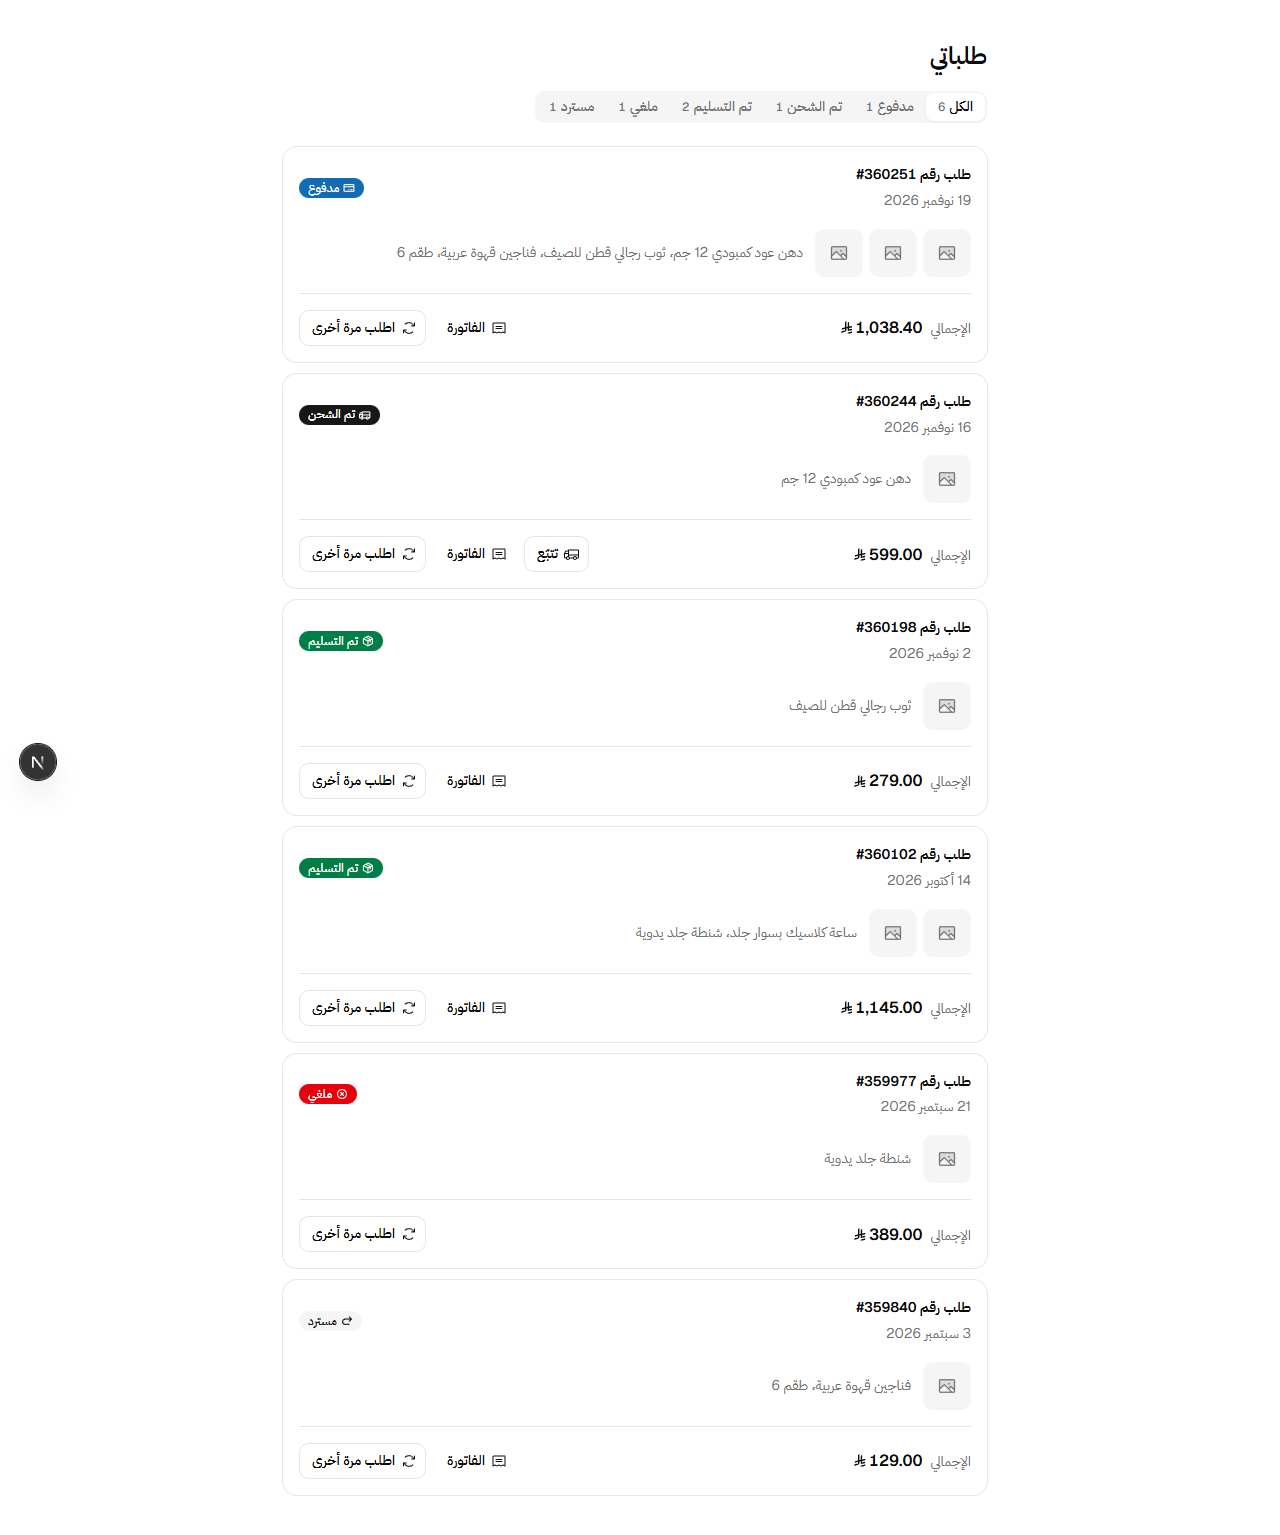 طلباتي
الكل 6 مدفوع 1 تم الشحن 1 تم التسليم 2 ملغي 1 مسترد 1
طلب رقم 360251#
مدفوع
19 نوفمبر 2026
دهن عود كمبودي 12 جم، ثوب رجالي قطن للصيف، فناجين قهوة عربية، طقم 6
الإجمالي 1,038.40 ⃁ الفاتورة اطلب مرة أخرى
طلب رقم 360244#
تم الشحن
16 نوفمبر 2026
دهن عود كمبودي 12 جم
الإجمالي 599.00 ⃁ تتبّع الفاتورة اطلب مرة أخرى
طلب رقم 360198#
تم التسليم
2 نوفمبر 2026
ثوب رجالي قطن للصيف
الإجمالي 279.00 ⃁ الفاتورة اطلب مرة أخرى
طلب رقم 360102#
تم التسليم
14 أكتوبر 2026
ساعة كلاسيك بسوار جلد، شنطة جلد يدوية
الإجمالي 1,145.00 ⃁ الفاتورة اطلب مرة أخرى
طلب رقم 359977#
ملغي
21 سبتمبر 2026
شنطة جلد يدوية
الإجمالي 389.00 ⃁ اطلب مرة أخرى
طلب رقم 359840#
مسترد
3 سبتمبر 2026
فناجين قهوة عربية، طقم 6
الإجمالي 129.00 ⃁ الفاتورة اطلب مرة أخرى
N